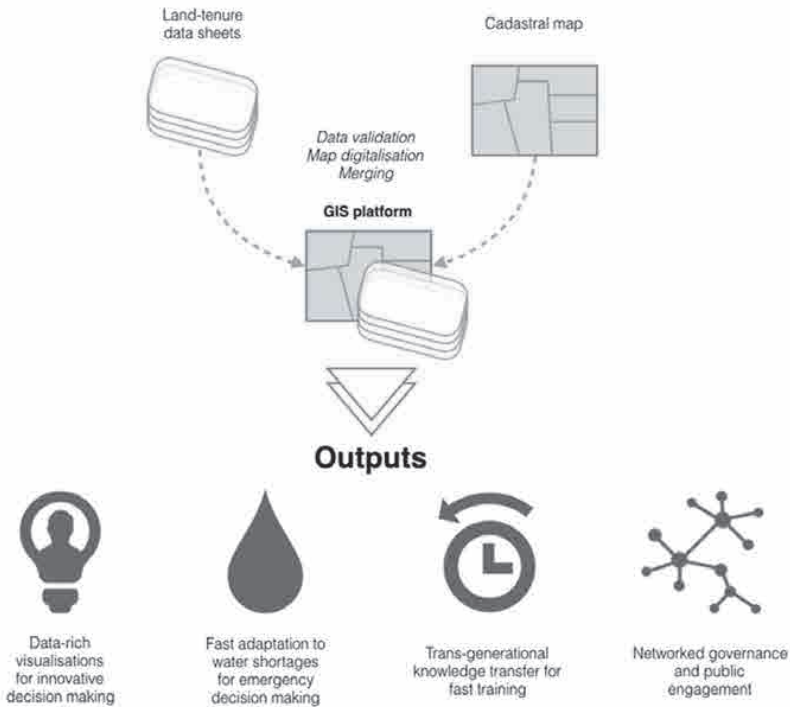 Land-tenure
data sheets
Cadastral map
Data validation
Map digitalisation
Merging
GIS platform
Outputs
Data-rich
visualisations
for innovative
decision making
Fast adaptation to
water shortages
for emergency
decision making
Trans-generational
knowledge transfer for
fast training
Networked governance
and public
engagement